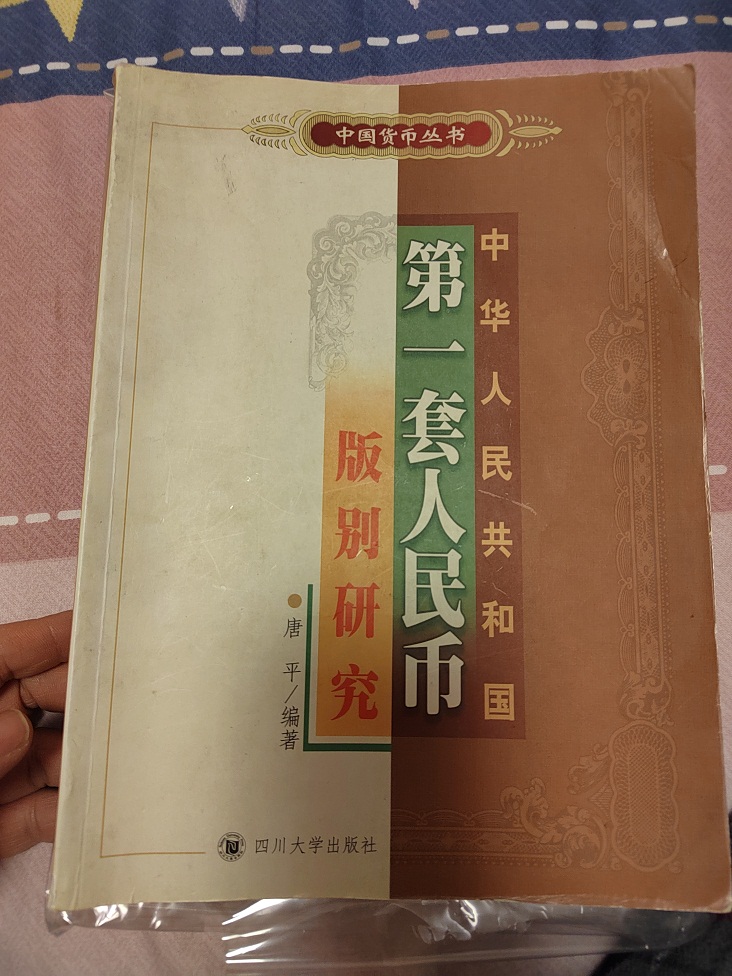 中国货币丛书
中华人民共和国
第一套人民币
版别研究
唐平/编著
四川大学出版社